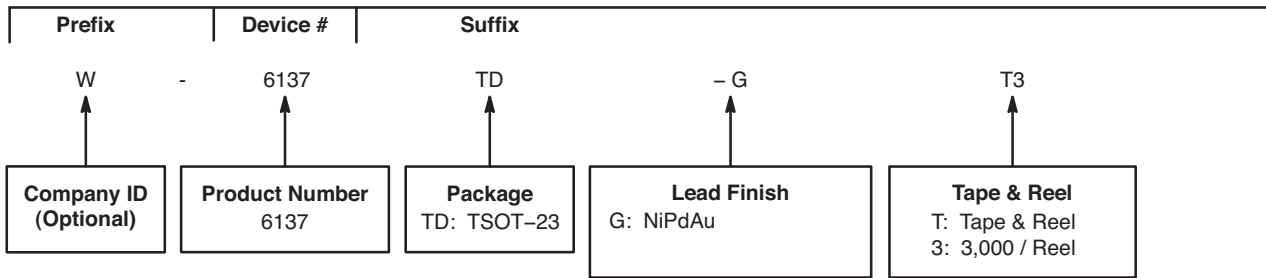 Prefix Device # Suffix
W - 6137 TD – G T3
Company ID
(Optional)
Product Number
6137
Package
TD: TSOT–23
Lead Finish
G: NiPdAu
Tape & Reel
T: Tape & Reel
3: 3,000 / Reel